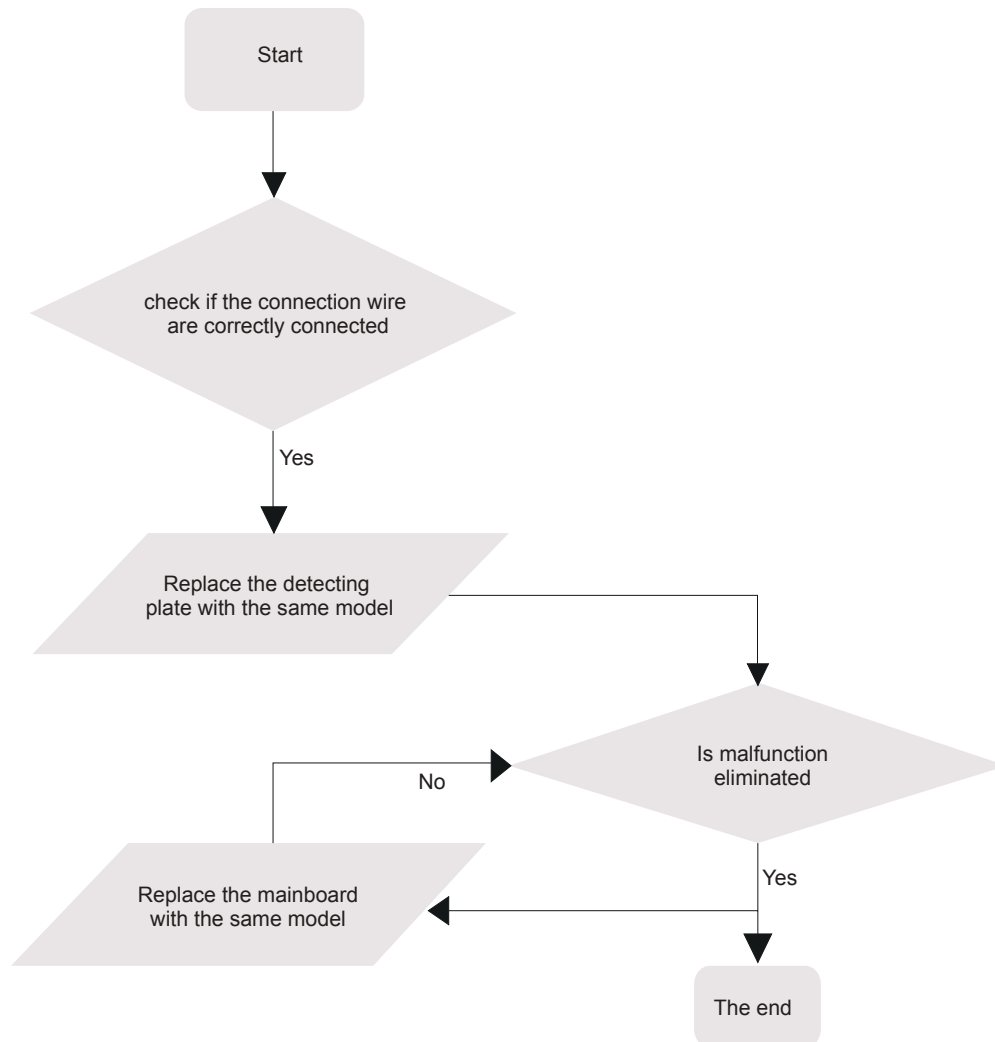 Start
check if the connection wire
are correctly connected
Yes
Replace the detecting
plate with the same model
Is malfunction
eliminated
No
Yes
Replace the mainboard
with the same model
The end